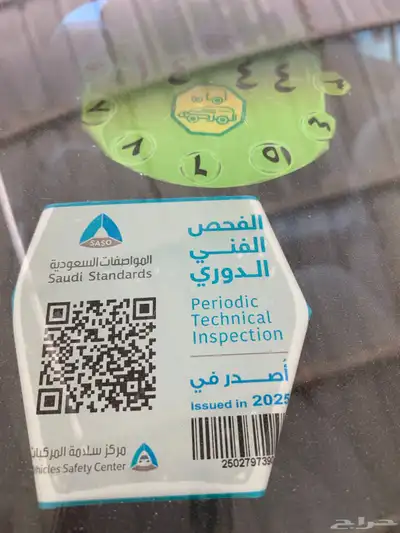 SASO
المواصفات السعودية
Saudi Standards
الفحص
الفني
الدوري
Periodic
Technical
Inspection
أصدر في
issued in 2025
مركز سلامة المركبات
Vehicles Safety Center
حراج